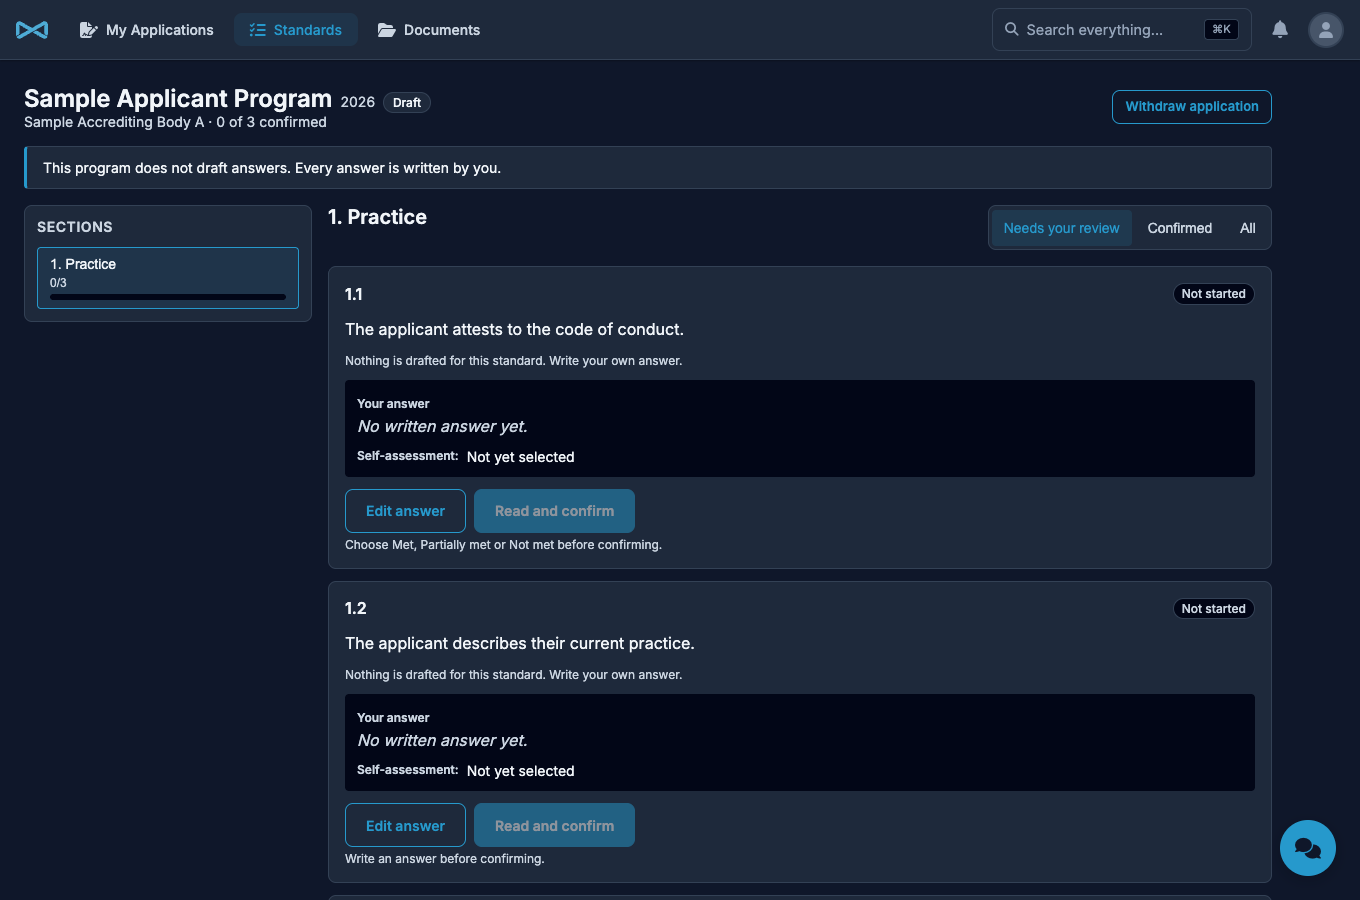 My Applications
Standards
Documents
Search everything...
⌘K
Sample Applicant Program 2026 Draft
Sample Accrediting Body A · 0 of 3 confirmed
Withdraw application
This program does not draft answers. Every answer is written by you.
SECTIONS
1. Practice
0/3
1. Practice
Needs your review
Confirmed
All
1.1
Not started
The applicant attests to the code of conduct.
Nothing is drafted for this standard. Write your own answer.
Your answer
No written answer yet.
Self-assessment: Not yet selected
Edit answer
Read and confirm
Choose Met, Partially met or Not met before confirming.
1.2
Not started
The applicant describes their current practice.
Nothing is drafted for this standard. Write your own answer.
Your answer
No written answer yet.
Self-assessment: Not yet selected
Edit answer
Read and confirm
Write an answer before confirming.